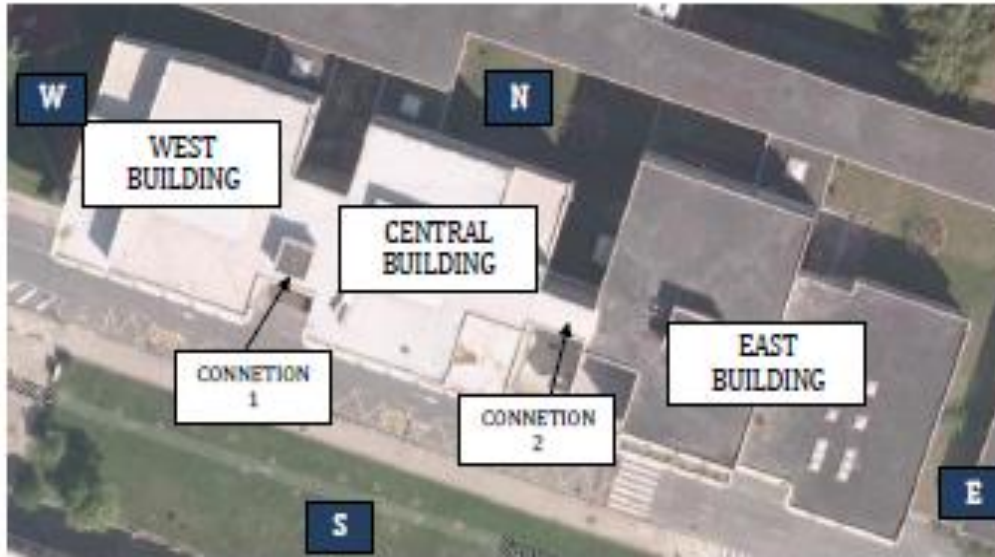 W
N
WEST
BUILDING
CENTRAL
BUILDING
EAST
BUILDING
CONNETION
1
CONNETION
2
E
S